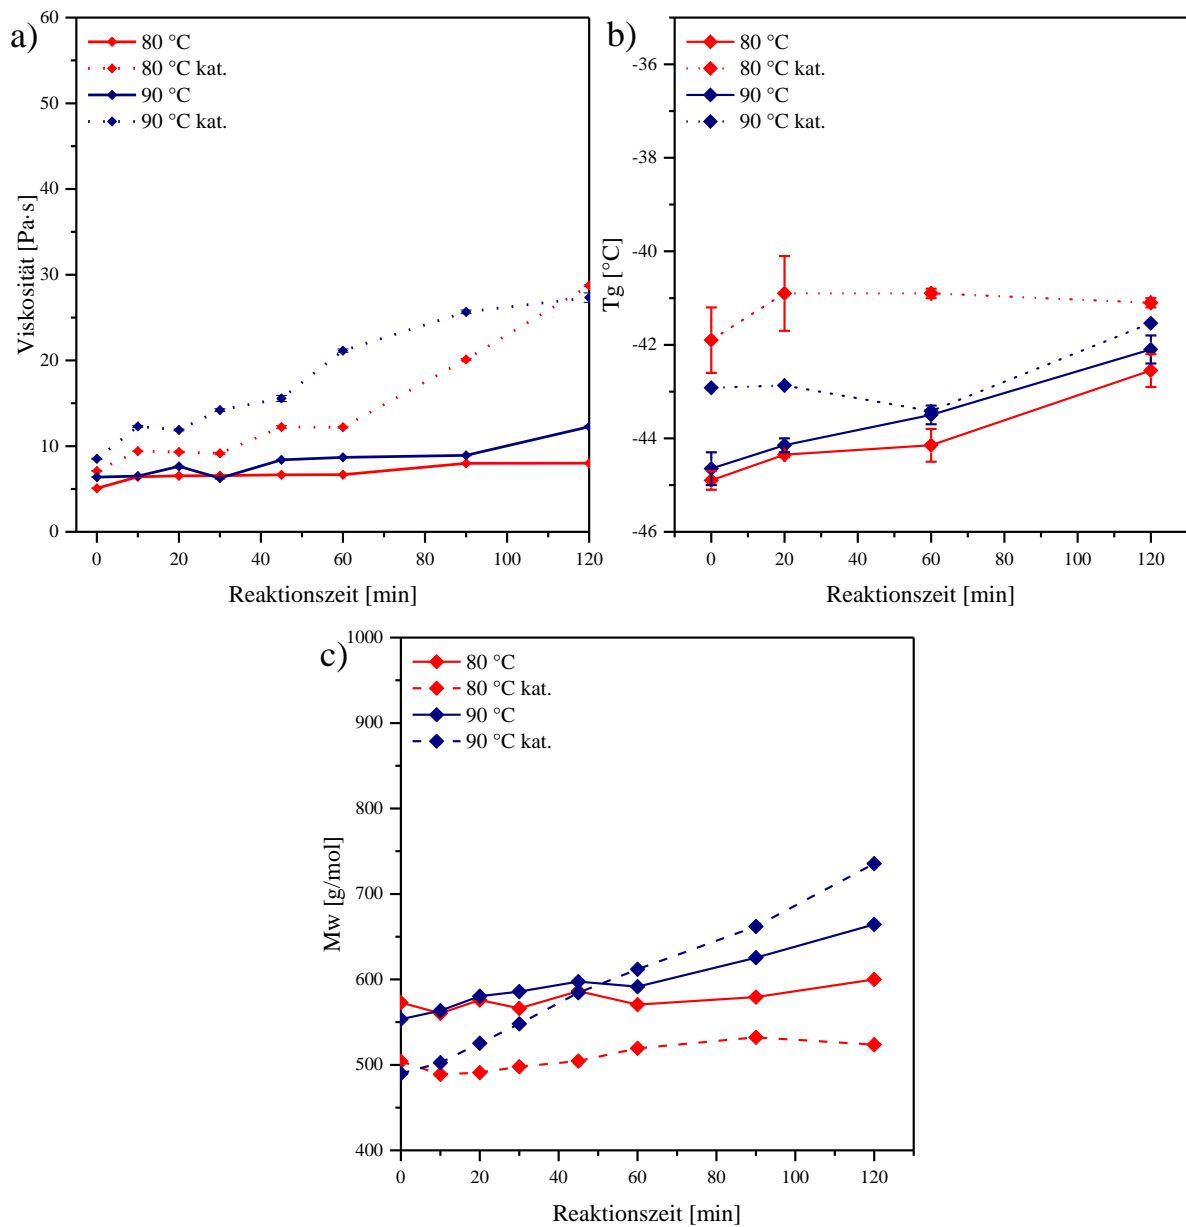 a)
80 °C
80 °C kat.
90 °C
90 °C kat.
Viskosität [Pa·s]
60
50
40
30
20
10
0
0 20 40 60 80 100 120
Reaktionszeit [min]
b)
80 °C
80 °C kat.
90 °C
90 °C kat.
Tg [°C]
-36
-38
-40
-42
-44
-46
0 20 40 60 80 100 120
Reaktionszeit [min]
c)
80 °C
80 °C kat.
90 °C
90 °C kat.
Mw [g/mol]
1000
900
800
700
600
500
400
0 20 40 60 80 100 120
Reaktionszeit [min]